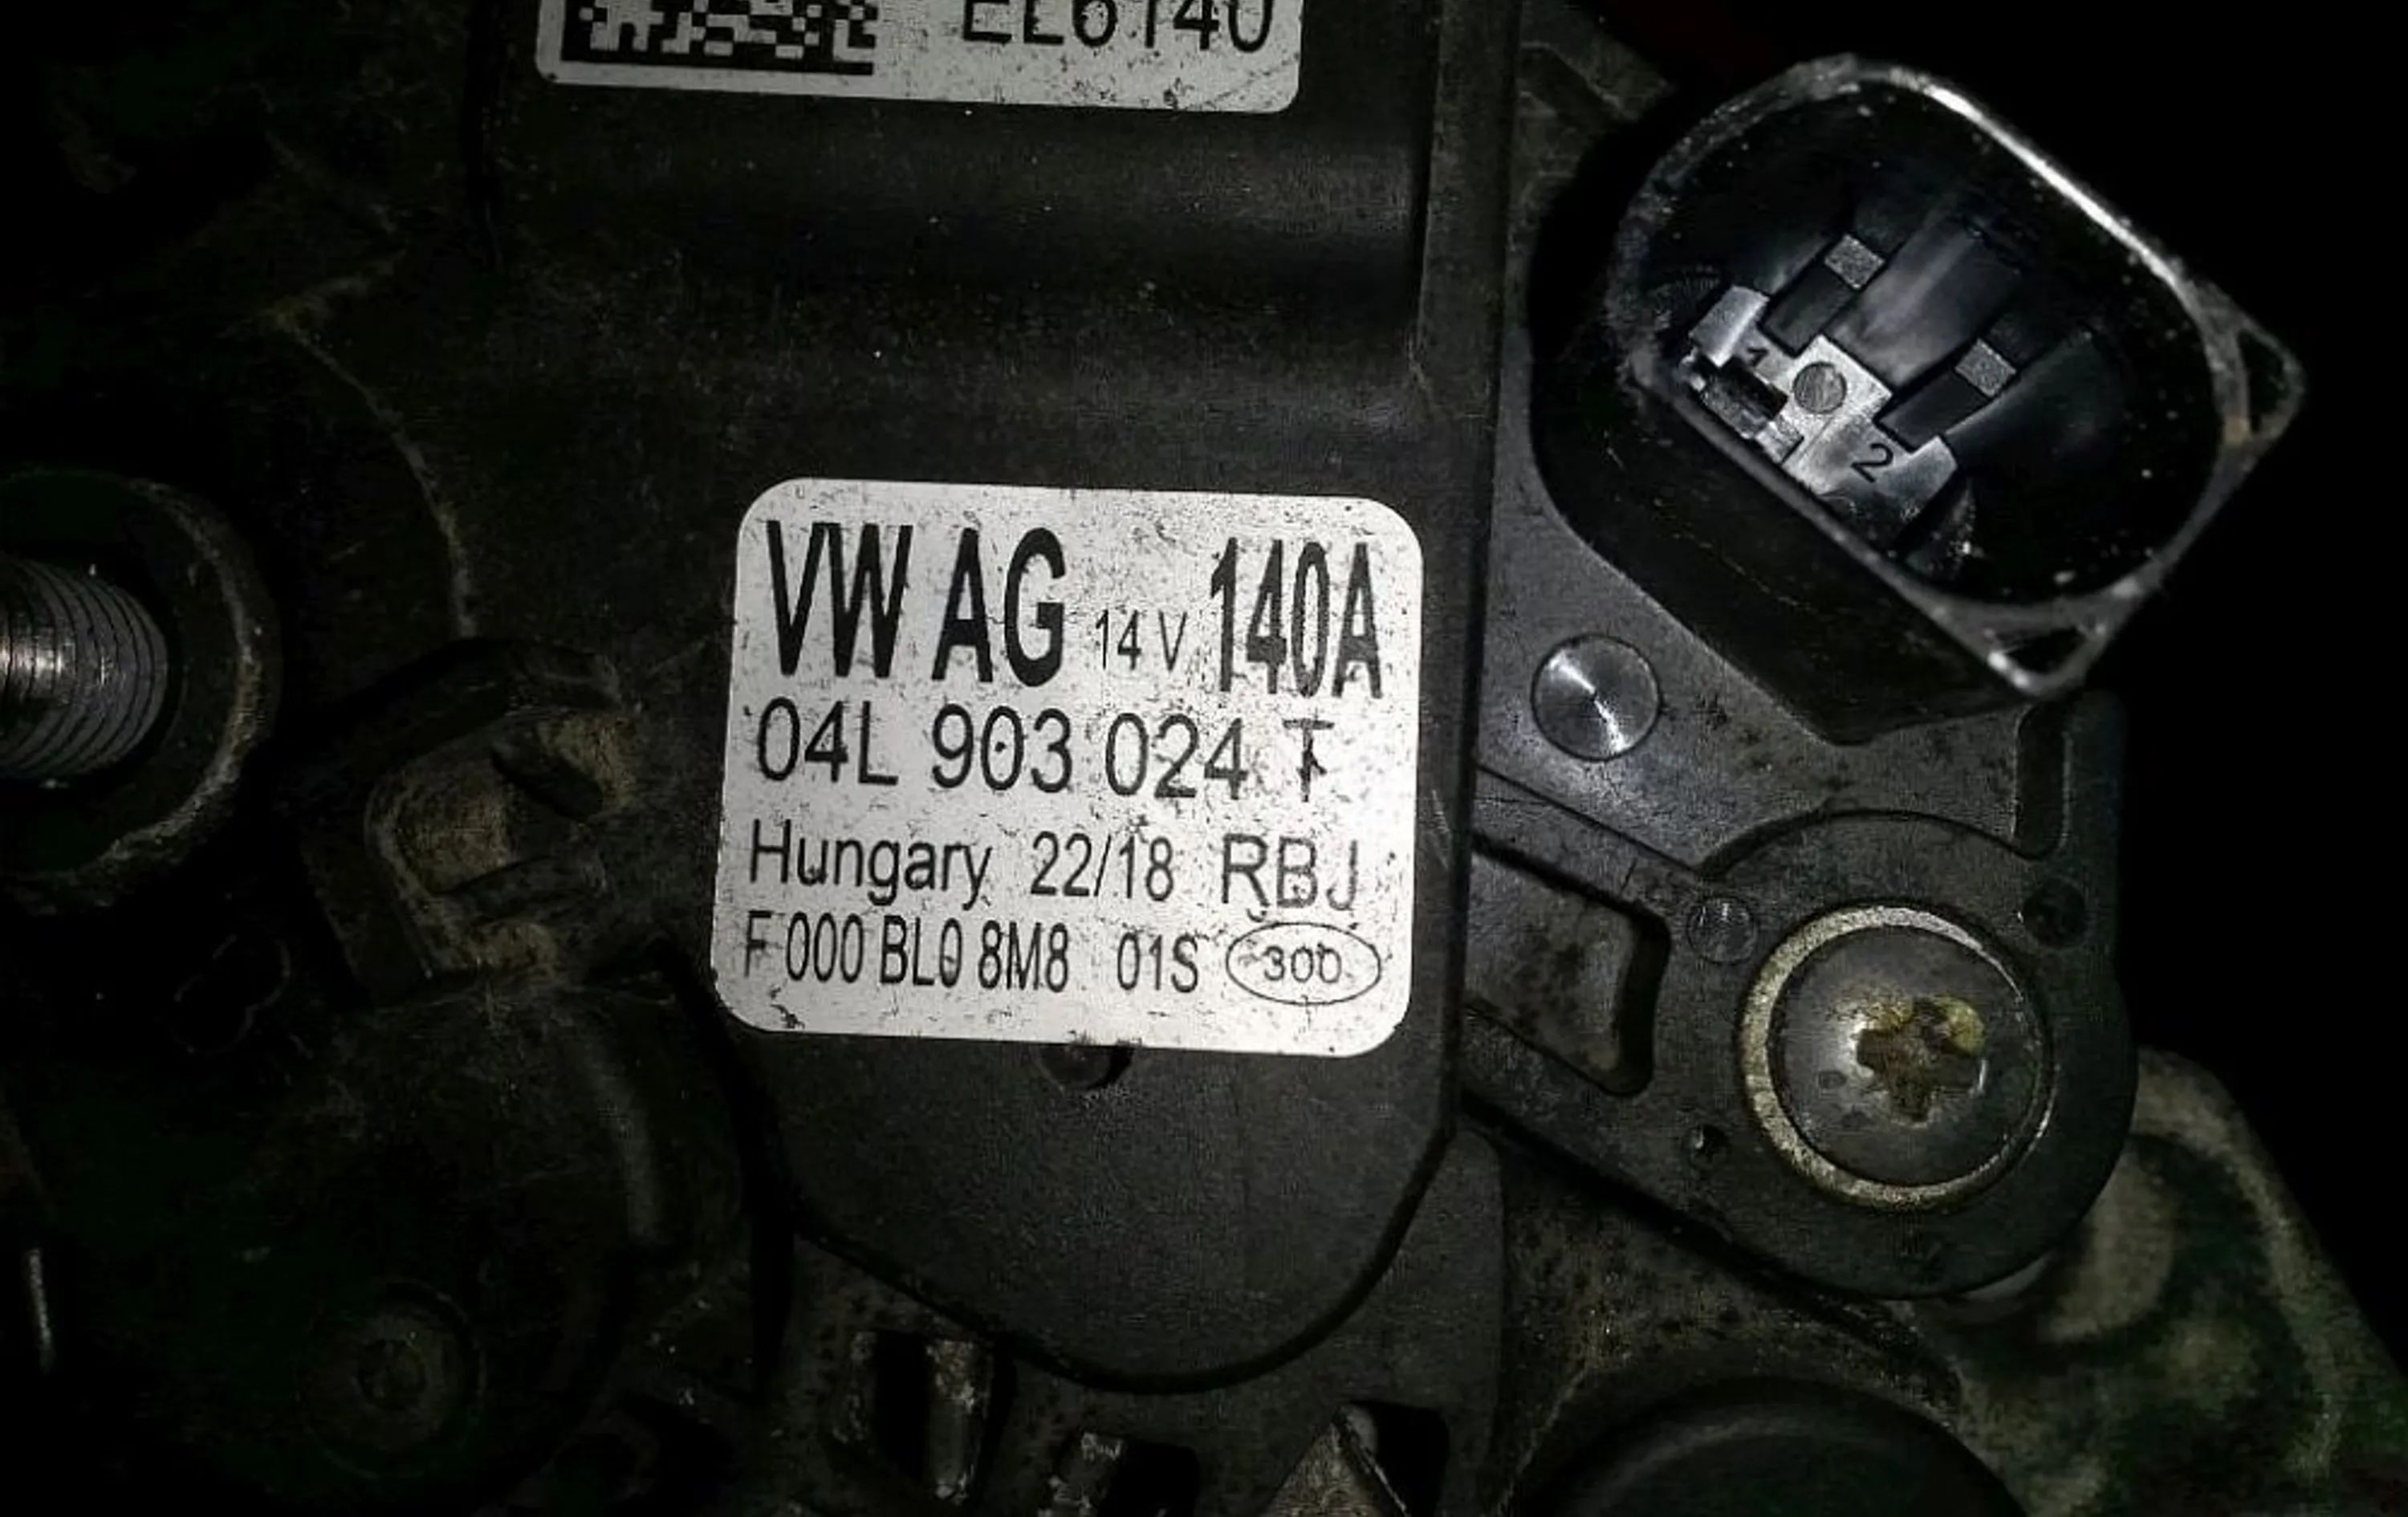 EL6140
1
2
VW AG 14 V 140A
04L 903 024 T
Hungary 22/18 RBJ
F 000 BL0 8M8 01S 300